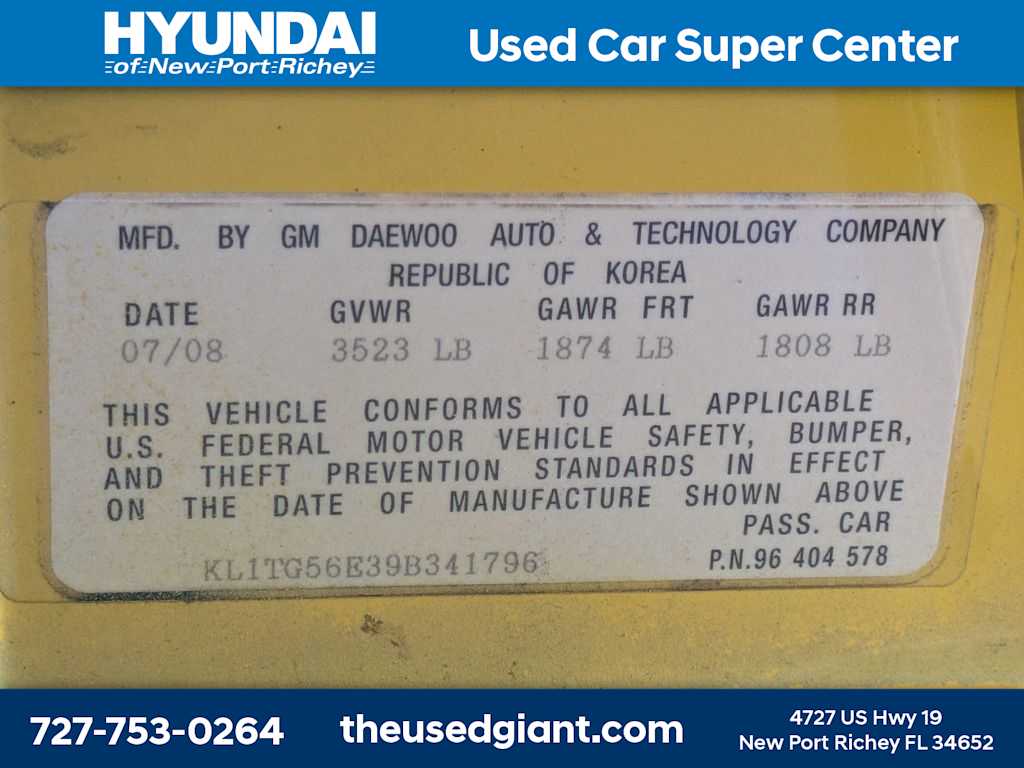 HYUNDAI
of New Port Richey
Used Car Super Center
MFD. BY GM DAEWOO AUTO & TECHNOLOGY COMPANY
REPUBLIC OF KOREA
DATE GVWR GAWR FRT GAWR RR
07/08 3523 LB 1874 LB 1808 LB
THIS VEHICLE CONFORMS TO ALL APPLICABLE
U.S. FEDERAL MOTOR VEHICLE SAFETY, BUMPER,
AND THEFT PREVENTION STANDARDS IN EFFECT
ON THE DATE OF MANUFACTURE SHOWN ABOVE
PASS. CAR
KL1TG56E39B341796 P.N.96 404 578
727-753-0264
theusedgiant.com
4727 US Hwy 19
New Port Richey FL 34652